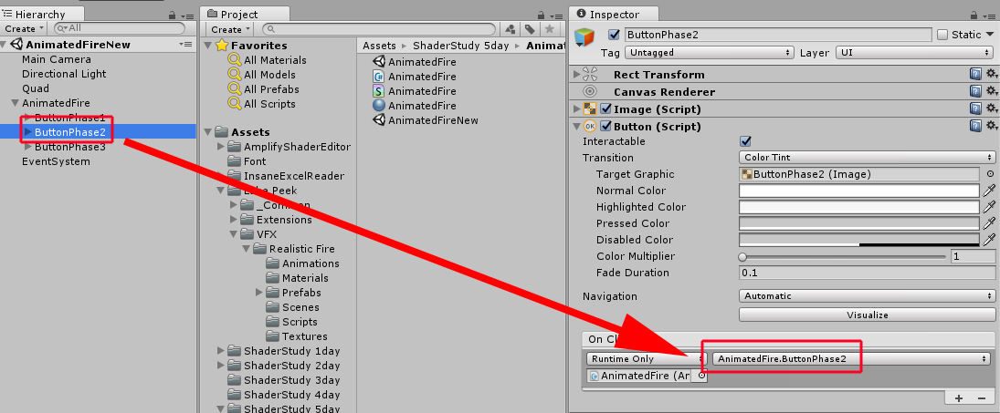 Hierarchy
Create
All
AnimatedFireNew
Main Camera
Directional Light
Quad
AnimatedFire
ButtonPhase1
ButtonPhase2
ButtonPhase3
EventSystem
Project
Create
Favorites
All Materials
All Models
All Prefabs
All Scripts
Assets
AmplifyShaderEditor
Font
InsaneExcelReader
Peek
_Common
Extensions
VFX
Realistic Fire
Animations
Materials
Prefabs
Scenes
Scripts
Textures
ShaderStudy 1day
ShaderStudy 2day
ShaderStudy 3day
ShaderStudy 4day
ShaderStudy 5day
Assets ShaderStudy 5day Anima
AnimatedFire
AnimatedFire
AnimatedFire
AnimatedFire
AnimatedFireNew
Inspector
ButtonPhase2 Static
Tag Untagged Layer UI
Rect Transform
Canvas Renderer
Image (Script)
OK Button (Script)
Interactable
Transition Color Tint
Target Graphic ButtonPhase2 (Image)
Normal Color
Highlighted Color
Pressed Color
Disabled Color
Color Multiplier 1
Fade Duration 0.1
Navigation Automatic
Visualize
On Cl
Runtime Only AnimatedFire.ButtonPhase2
AnimatedFire (Ar